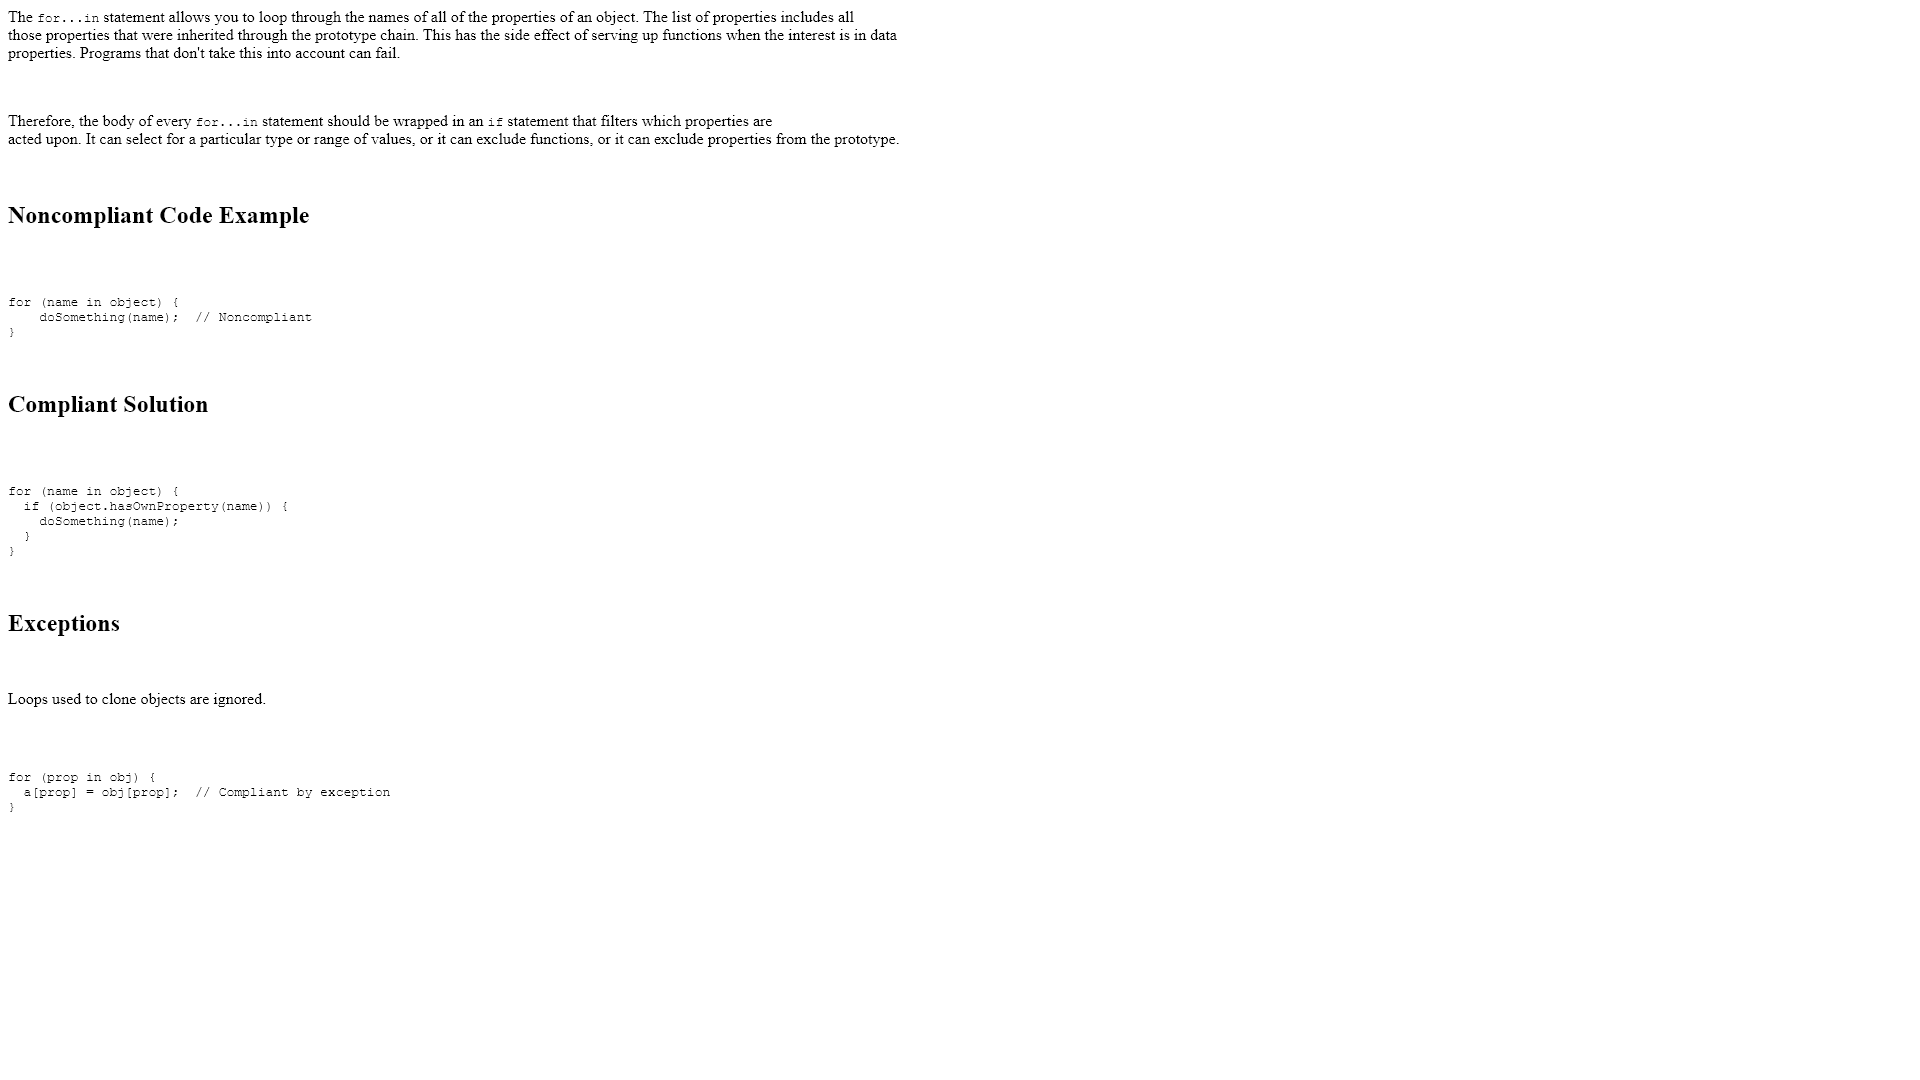 The for...in statement allows you to loop through the names of all of the properties of an object. The list of properties includes all
those properties that were inherited through the prototype chain. This has the side effect of serving up functions when the interest is in data
properties. Programs that don't take this into account can fail.
Therefore, the body of every for...in statement should be wrapped in an if statement that filters which properties are
acted upon. It can select for a particular type or range of values, or it can exclude functions, or it can exclude properties from the prototype.
Noncompliant Code Example
for (name in object) {
    doSomething(name);  // Noncompliant
}
Compliant Solution
for (name in object) {
  if (object.hasOwnProperty(name)) {
    doSomething(name);
  }
}
Exceptions
Loops used to clone objects are ignored.
for (prop in obj) {
  a[prop] = obj[prop];  // Compliant by exception
}